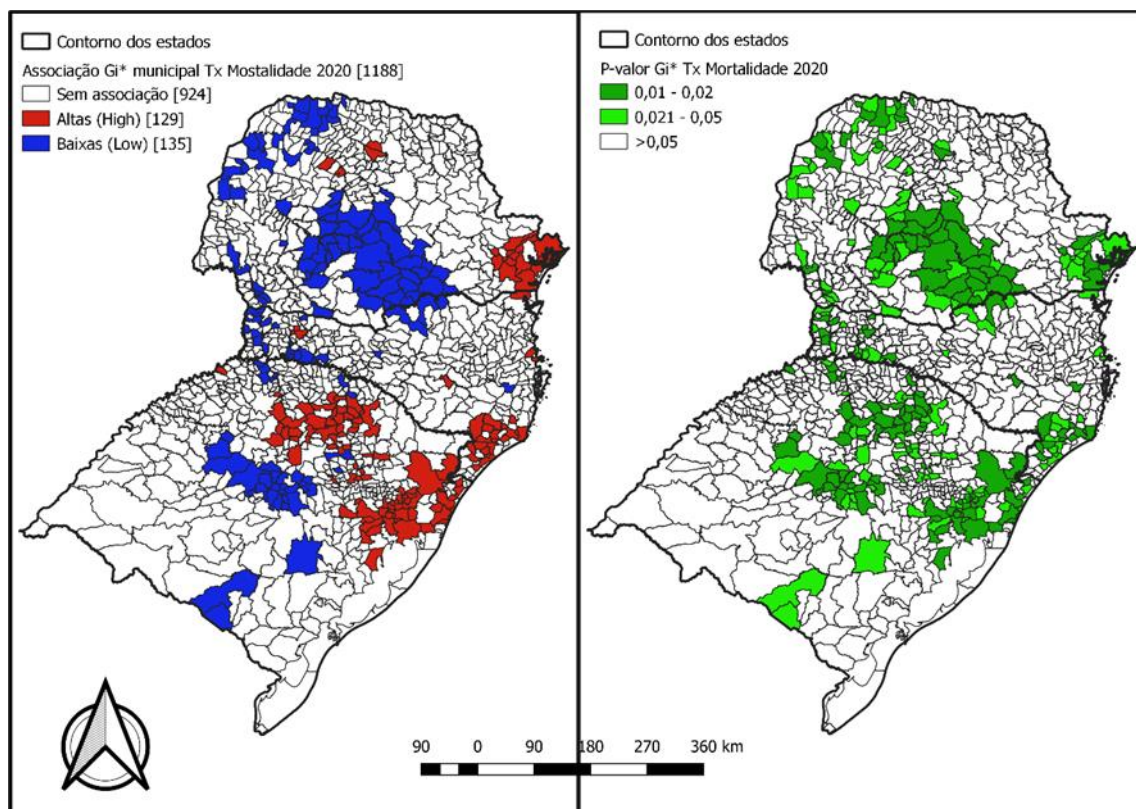 Contorno dos estados
Associação Gi* municipal Tx Mostalidade 2020 [1188]
Sem associação [924]
Altas (High) [129]
Baixas (Low) [135]
Contorno dos estados
P-valor Gi* Tx Mortalidade 2020
0,01 - 0,02
0,021 - 0,05
>0,05
90 0 90 180 270 360 km